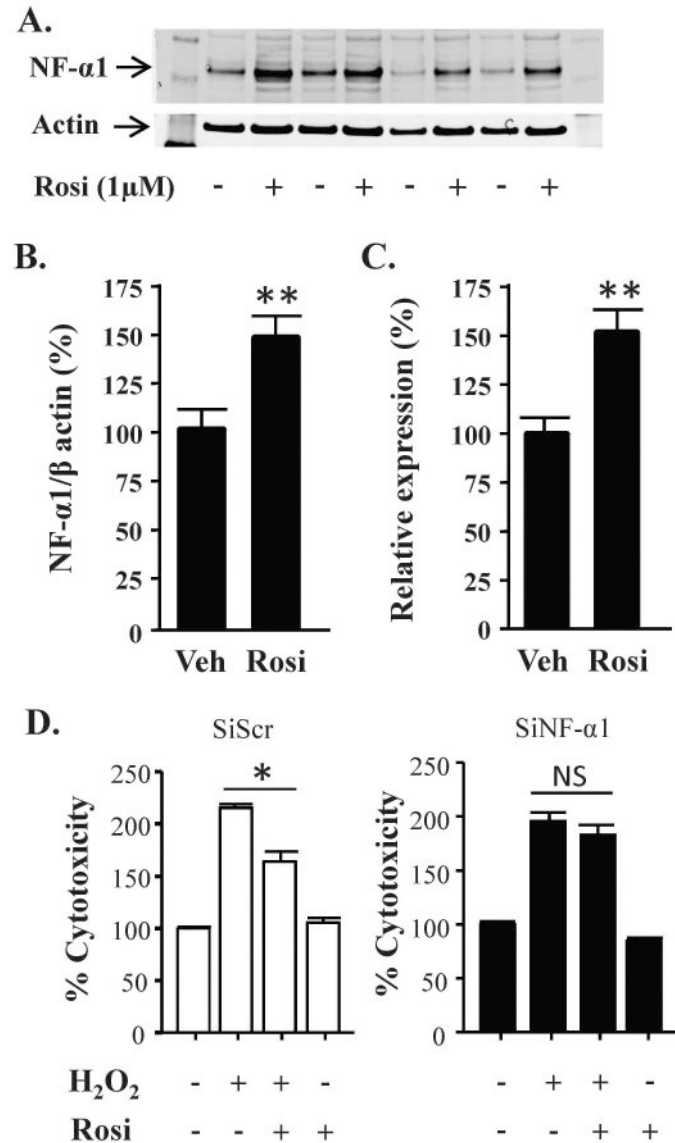 A.
NF-α1
Actin
Rosi (1μM) - + - + - + - +
B.
NF-α1/β actin (%)
175
150
125
100
75
50
25
0
**
Veh Rosi
C.
Relative expression (%)
175
150
125
100
75
50
25
0
**
Veh Rosi
D.
SiScr
% Cytotoxicity
250
200
150
100
50
0
*
SiNF-α1
% Cytotoxicity
250
200
150
100
50
0
NS
H₂O₂ - + + - - + + -
Rosi - - + + - - + +